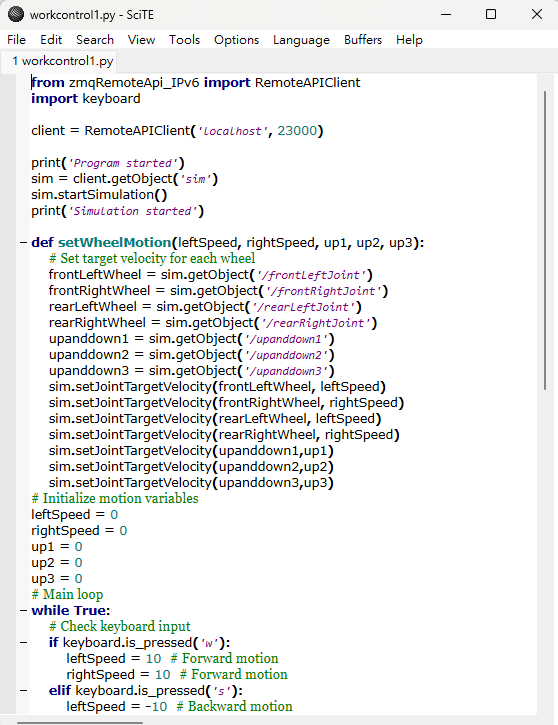 workcontrol1.py - SciTE
File Edit Search View Tools Options Language Buffers Help
1 workcontrol1.py
from zmqRemoteApi_IPv6 import RemoteAPIClient
import keyboard

client = RemoteAPIClient('localhost', 23000)

print('Program started')
sim = client.getObject('sim')
sim.startSimulation()
print('Simulation started')

def setWheelMotion(leftSpeed, rightSpeed, up1, up2, up3):
    # Set target velocity for each wheel
    frontLeftWheel = sim.getObject('/frontLeftJoint')
    frontRightWheel = sim.getObject('/frontRightJoint')
    rearLeftWheel = sim.getObject('/rearLeftJoint')
    rearRightWheel = sim.getObject('/rearRightJoint')
    upanddown1 = sim.getObject('/upanddown1')
    upanddown2 = sim.getObject('/upanddown2')
    upanddown3 = sim.getObject('/upanddown3')
    sim.setJointTargetVelocity(frontLeftWheel, leftSpeed)
    sim.setJointTargetVelocity(frontRightWheel, rightSpeed)
    sim.setJointTargetVelocity(rearLeftWheel, leftSpeed)
    sim.setJointTargetVelocity(rearRightWheel, rightSpeed)
    sim.setJointTargetVelocity(upanddown1,up1)
    sim.setJointTargetVelocity(upanddown2,up2)
    sim.setJointTargetVelocity(upanddown3,up3)
# Initialize motion variables
leftSpeed = 0
rightSpeed = 0
up1 = 0
up2 = 0
up3 = 0
# Main loop
while True:
    # Check keyboard input
    if keyboard.is_pressed('w'):
        leftSpeed = 10  # Forward motion
        rightSpeed = 10  # Forward motion
    elif keyboard.is_pressed('s'):
        leftSpeed = -10  # Backward motion